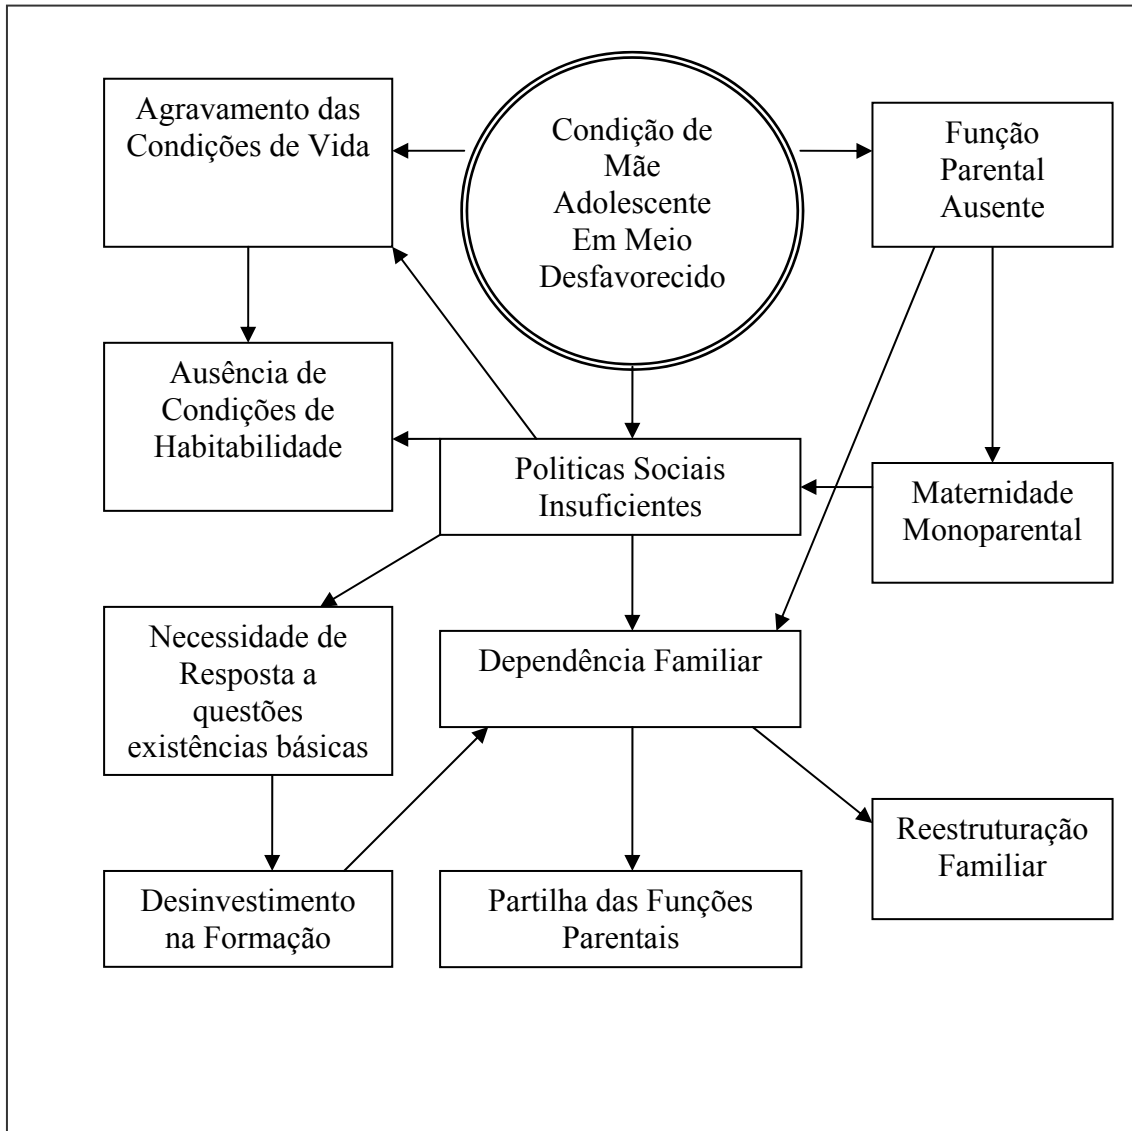 Agravamento das
Condições de Vida
Condição de
Mãe
Adolescente
Em Meio
Desfavorecido
Função
Parental
Ausente
Ausência de
Condições de
Habitabilidade
Politicas Sociais
Insuficientes
Maternidade
Monoparental
Necessidade de
Resposta a
questões
existências básicas
Dependência Familiar
Reestruturação
Familiar
Desinvestimento
na Formação
Partilha das Funções
Parentais